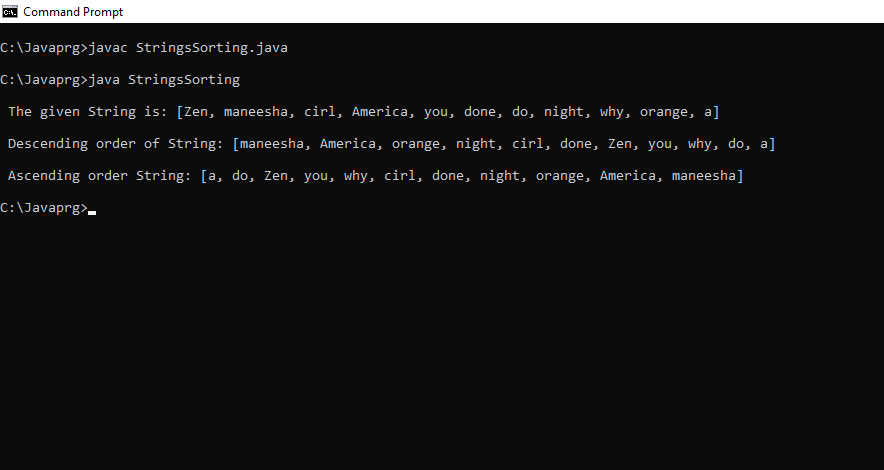 Command Prompt
C:\Javaprg>javac StringsSorting.java
C:\Javaprg>java StringsSorting
The given String is: [Zen, maneesha, cirl, America, you, done, do, night, why, orange, a]
Descending order of String: [maneesha, America, orange, night, cirl, done, Zen, you, why, do, a]
Ascending order String: [a, do, Zen, you, why, cirl, done, night, orange, America, maneesha]
C:\Javaprg>